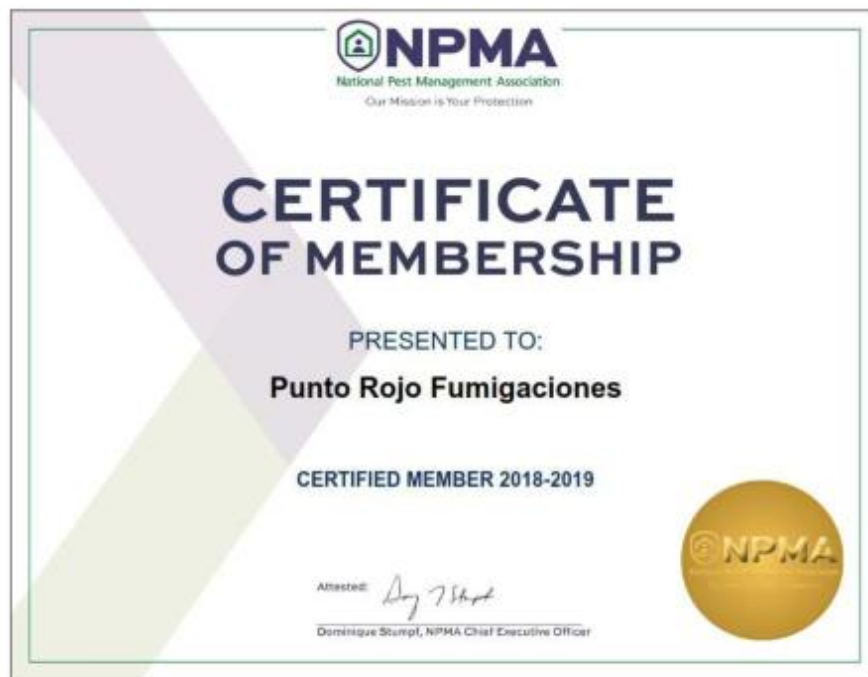 NPMA
National Pest Management Association
Our Mission is Your Protection
CERTIFICATE
OF MEMBERSHIP
PRESENTED TO:
Punto Rojo Fumigaciones
CERTIFIED MEMBER 2018-2019
Attested:
Dominique Stumpf, NPMA Chief Executive Officer
NPMA